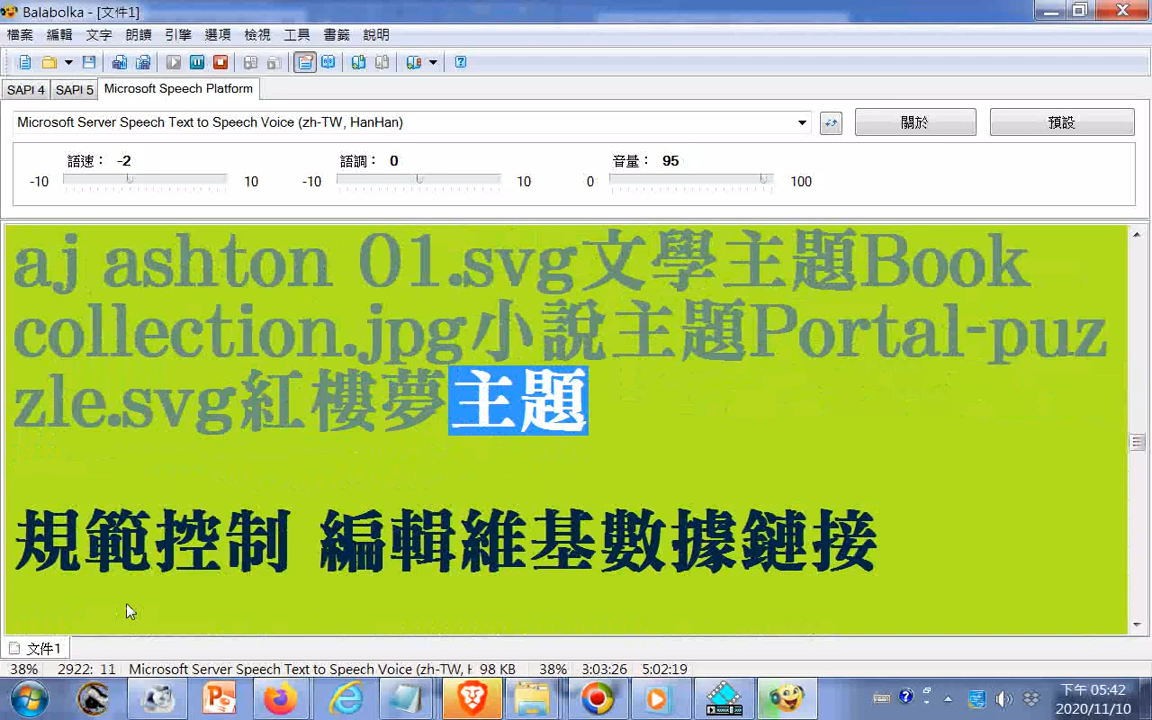 Balabolka - [文件1]
檔案 編輯 文字 朗讀 引擎 選項 檢視 工具 書籤 說明
SAPI 4 SAPI 5 Microsoft Speech Platform
Microsoft Server Speech Text to Speech Voice (zh-TW, HanHan) 關於 預設
語速： -2 語調： 0 音量： 95
-10 10 -10 10 0 100
aj ashton 01.svg文學主題Book
collection.jpg小說主題Portal-puz
zle.svg紅樓夢主題
規範控制 編輯維基數據鏈接
文件1
38% 2922: 11 Microsoft Server Speech Text to Speech Voice (zh-TW, H 98 KB 38% 3:03:26 5:02:19
下午 05:42
2020/11/10